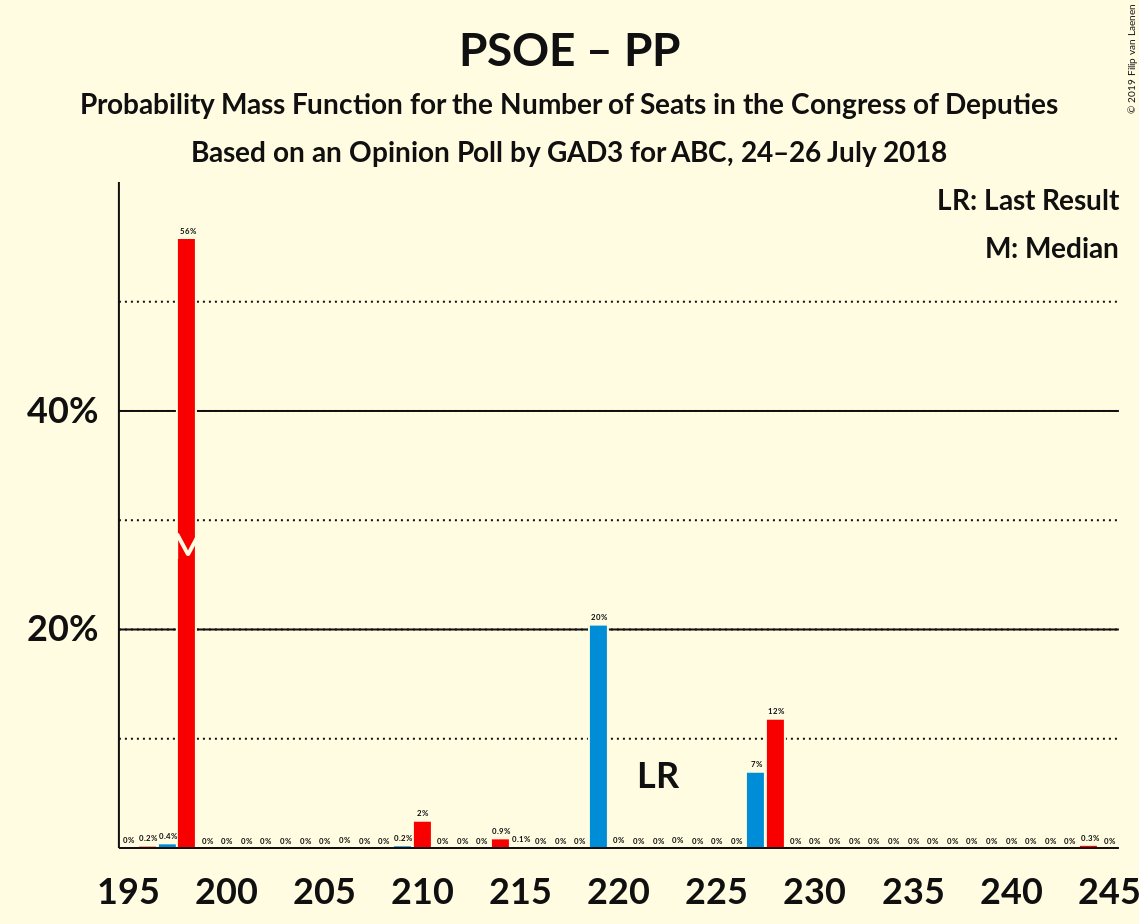 PSOE – PP
Probability Mass Function for the Number of Seats in the Congress of Deputies
Based on an Opinion Poll by GAD3 for ABC, 24–26 July 2018
© 2019 Filip van Laenen
LR: Last Result
M: Median
40%
20%
0% 0.2% 0.4% 56% 0% 0% 0% 0% 0% 0% 0% 0% 0% 0% 0.2% 2% 0% 0% 0% 0.9% 0.1% 0% 0% 0% 20% 0% 0% 0% 0% 0% 0% 0% 7% 12% 0% 0% 0% 0% 0% 0% 0% 0% 0% 0% 0% 0% 0% 0% 0% 0.3% 0%
M
LR
195 200 205 210 215 220 225 230 235 240 245